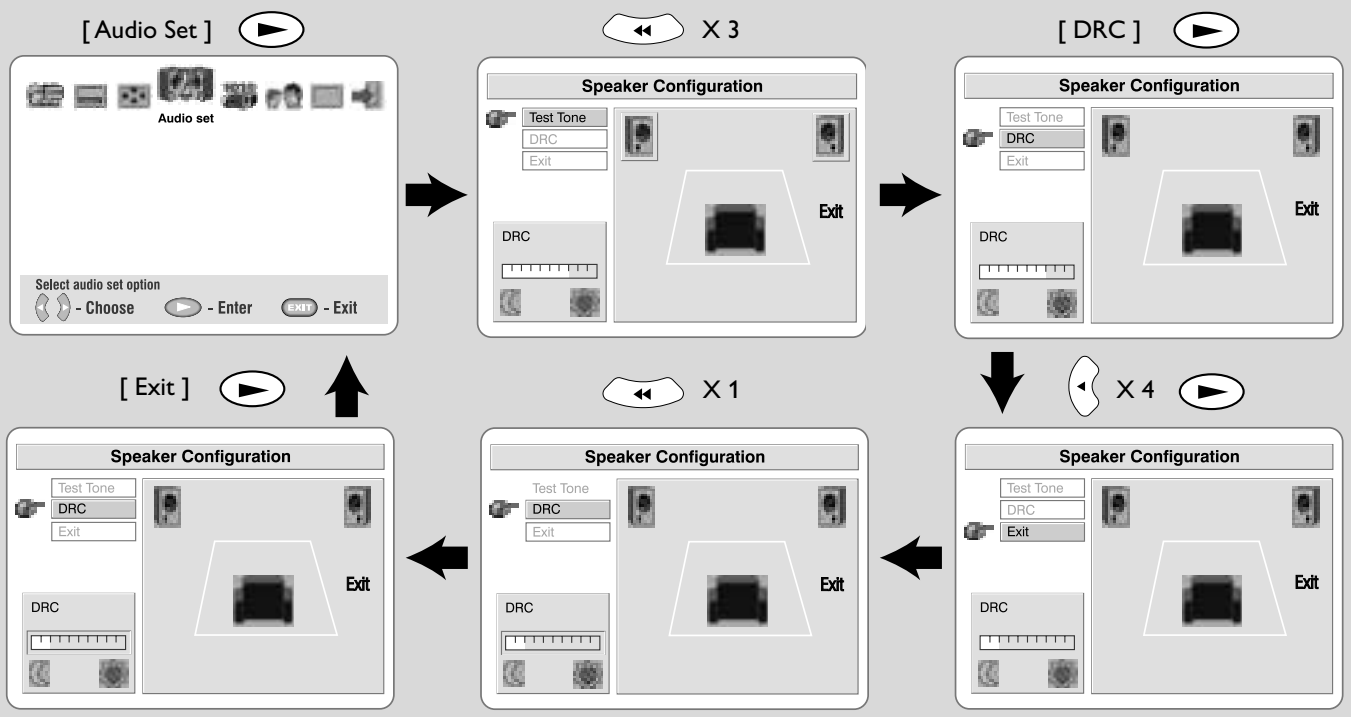 [ Audio Set ]
X 3
[ DRC ]
Audio set
Select audio set option
- Choose
- Enter
EXIT - Exit
Speaker Configuration
Test Tone
DRC
Exit
Exit
DRC
Speaker Configuration
Test Tone
DRC
Exit
Exit
DRC
[ Exit ]
X 1
X 4
Speaker Configuration
Test Tone
DRC
Exit
Exit
DRC
Speaker Configuration
Test Tone
DRC
Exit
Exit
DRC
Speaker Configuration
Test Tone
DRC
Exit
Exit
DRC